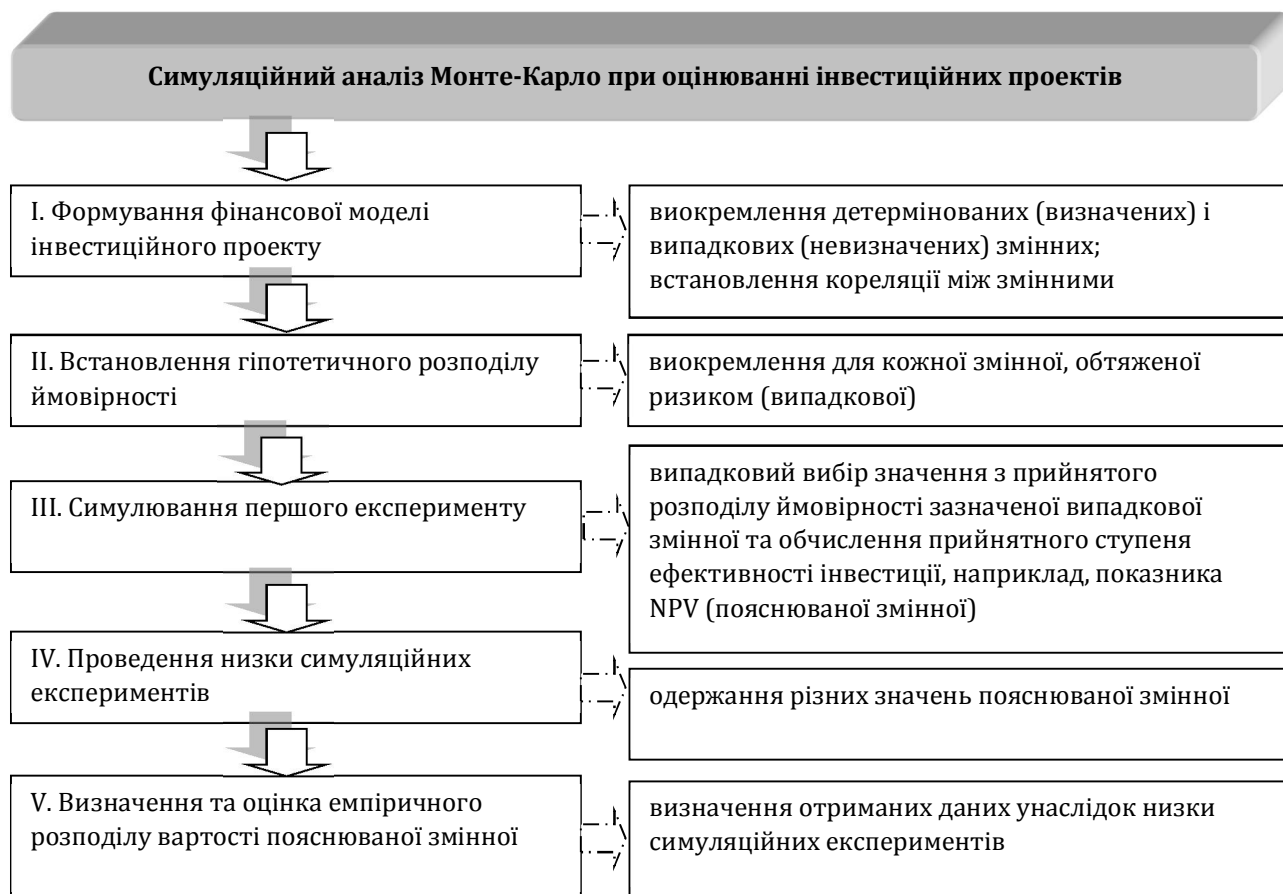 Симуляційний аналіз Монте-Карло при оцінюванні інвестиційних проектів
І. Формування фінансової моделі
інвестиційного проекту
виокремлення детермінованих (визначених) і
випадкових (невизначених) змінних;
встановлення кореляції між змінними
ІІ. Встановлення гіпотетичного розподілу
ймовірності
виокремлення для кожної змінної, обтяженої
ризиком (випадкової)
ІІІ. Симулювання першого експерименту
випадковий вибір значення з прийнятого
розподілу ймовірності зазначеної випадкової
змінної та обчислення прийнятного ступеня
ефективності інвестиції, наприклад, показника
NPV (пояснюваної змінної)
IV. Проведення низки симуляційних
експериментів
одержання різних значень пояснюваної змінної
V. Визначення та оцінка емпіричного
розподілу вартості пояснюваної змінної
визначення отриманих даних унаслідок низки
симуляційних експериментів